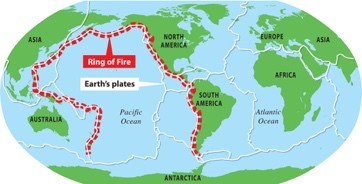 ASIA
NORTH
AMERICA
EUROPE
ASIA
Ring of Fire
AFRICA
Earth's plates
SOUTH
AMERICA
Pacific
Ocean
Atlantic
Ocean
AUSTRALIA
ANTARCTICA